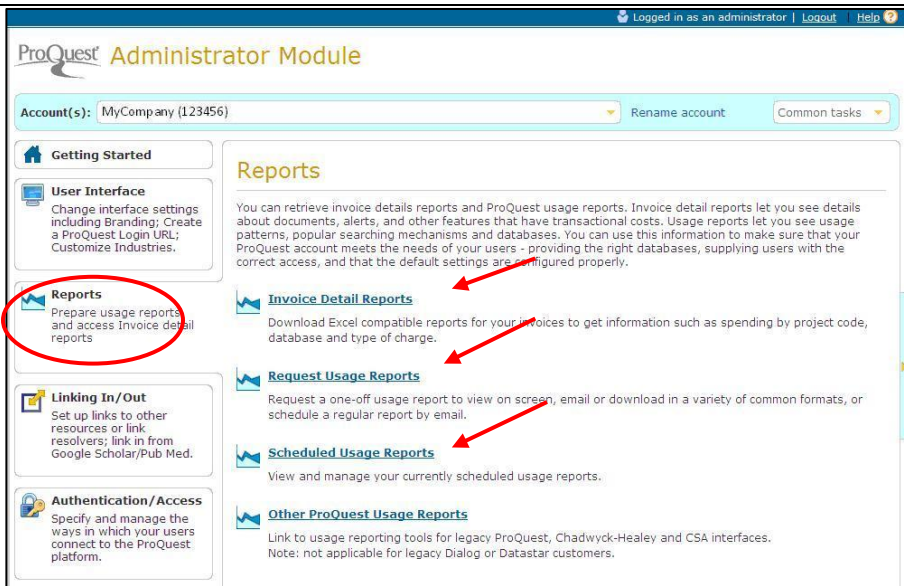 Logged in as an administrator | Logout | Help ?
ProQuest Administrator Module
Account(s): MyCompany (123456) Rename account Common tasks
Getting Started
User Interface
Change interface settings
including Branding; Create
a ProQuest Login URL;
Customize Industries.
Reports
Prepare usage reports
and access Invoice detail
reports
Linking In/Out
Set up links to other
resources or link
resolvers; link in from
Google Scholar/Pub Med.
Authentication/Access
Specify and manage the
ways in which your users
connect to the ProQuest
platform.
Reports
You can retrieve invoice details reports and ProQuest usage reports. Invoice detail reports let you see details
about documents, alerts, and other features that have transactional costs. Usage reports let you see usage
patterns, popular searching mechanisms and databases. You can use this information to make sure that your
ProQuest account meets the needs of your users - providing the right databases, supplying users with the
correct access, and that the default settings are configured properly.
Invoice Detail Reports
Download Excel compatible reports for your invoices to get information such as spending by project code,
database and type of charge.
Request Usage Reports
Request a one-off usage report to view on screen, email or download in a variety of common formats, or
schedule a regular report by email.
Scheduled Usage Reports
View and manage your currently scheduled usage reports.
Other ProQuest Usage Reports
Link to usage reporting tools for legacy ProQuest, Chadwyck-Healey and CSA interfaces.
Note: not applicable for legacy Dialog or Datastar customers.